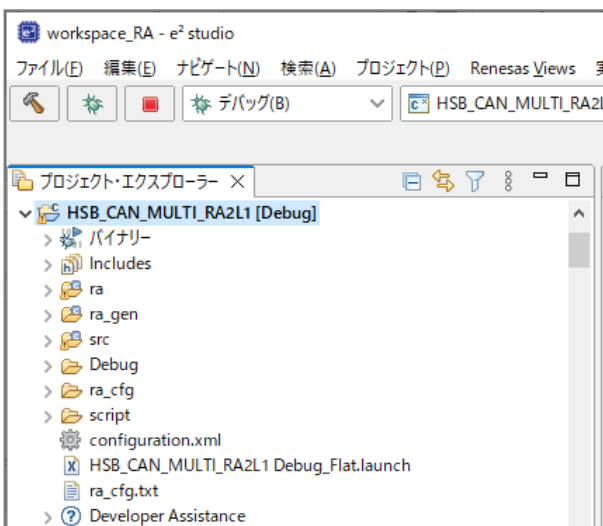 workspace_RA - e² studio
ファイル(F) 編集(E) ナビゲート(N) 検索(A) プロジェクト(P) Renesas Views
デバッグ(B) HSB_CAN_MULTI_RA2L
プロジェクト・エクスプローラー
HSB_CAN_MULTI_RA2L1 [Debug]
バイナリー
Includes
ra
ra_gen
src
Debug
ra_cfg
script
configuration.xml
HSB_CAN_MULTI_RA2L1 Debug_Flat.launch
ra_cfg.txt
Developer Assistance